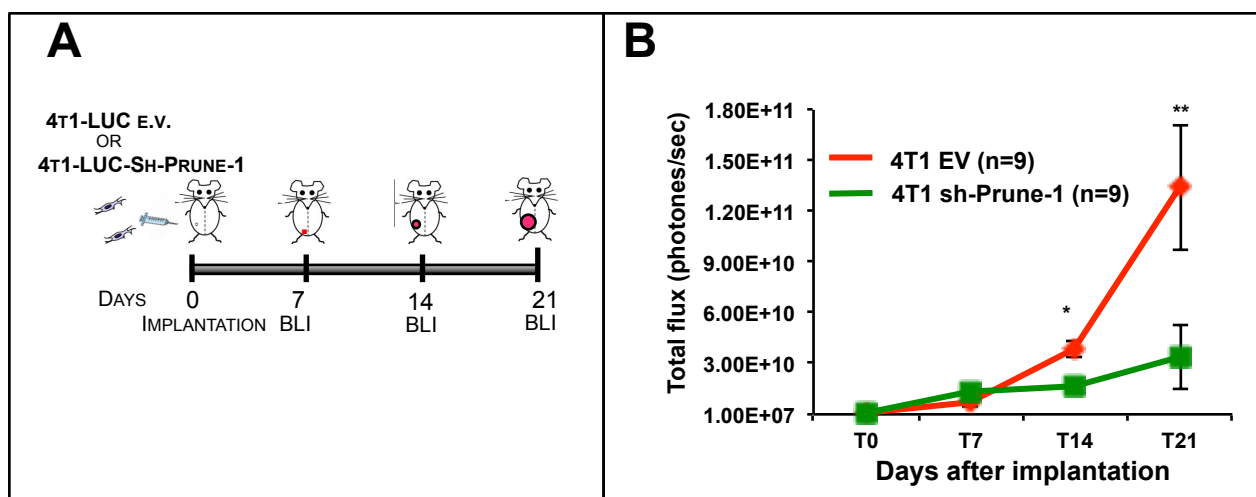 A
4T1-LUC E.V.
OR
4T1-LUC-SH-PRUNE-1
DAYS 0 7 14 21
IMPLANTATION BLI BLI BLI
B
Total flux (photones/sec)
1.80E+11
1.50E+11
1.20E+11
9.00E+10
6.00E+10
3.00E+10
1.00E+07
4T1 EV (n=9)
4T1 sh-Prune-1 (n=9)
*
**
T0 T7 T14 T21
Days after implantation